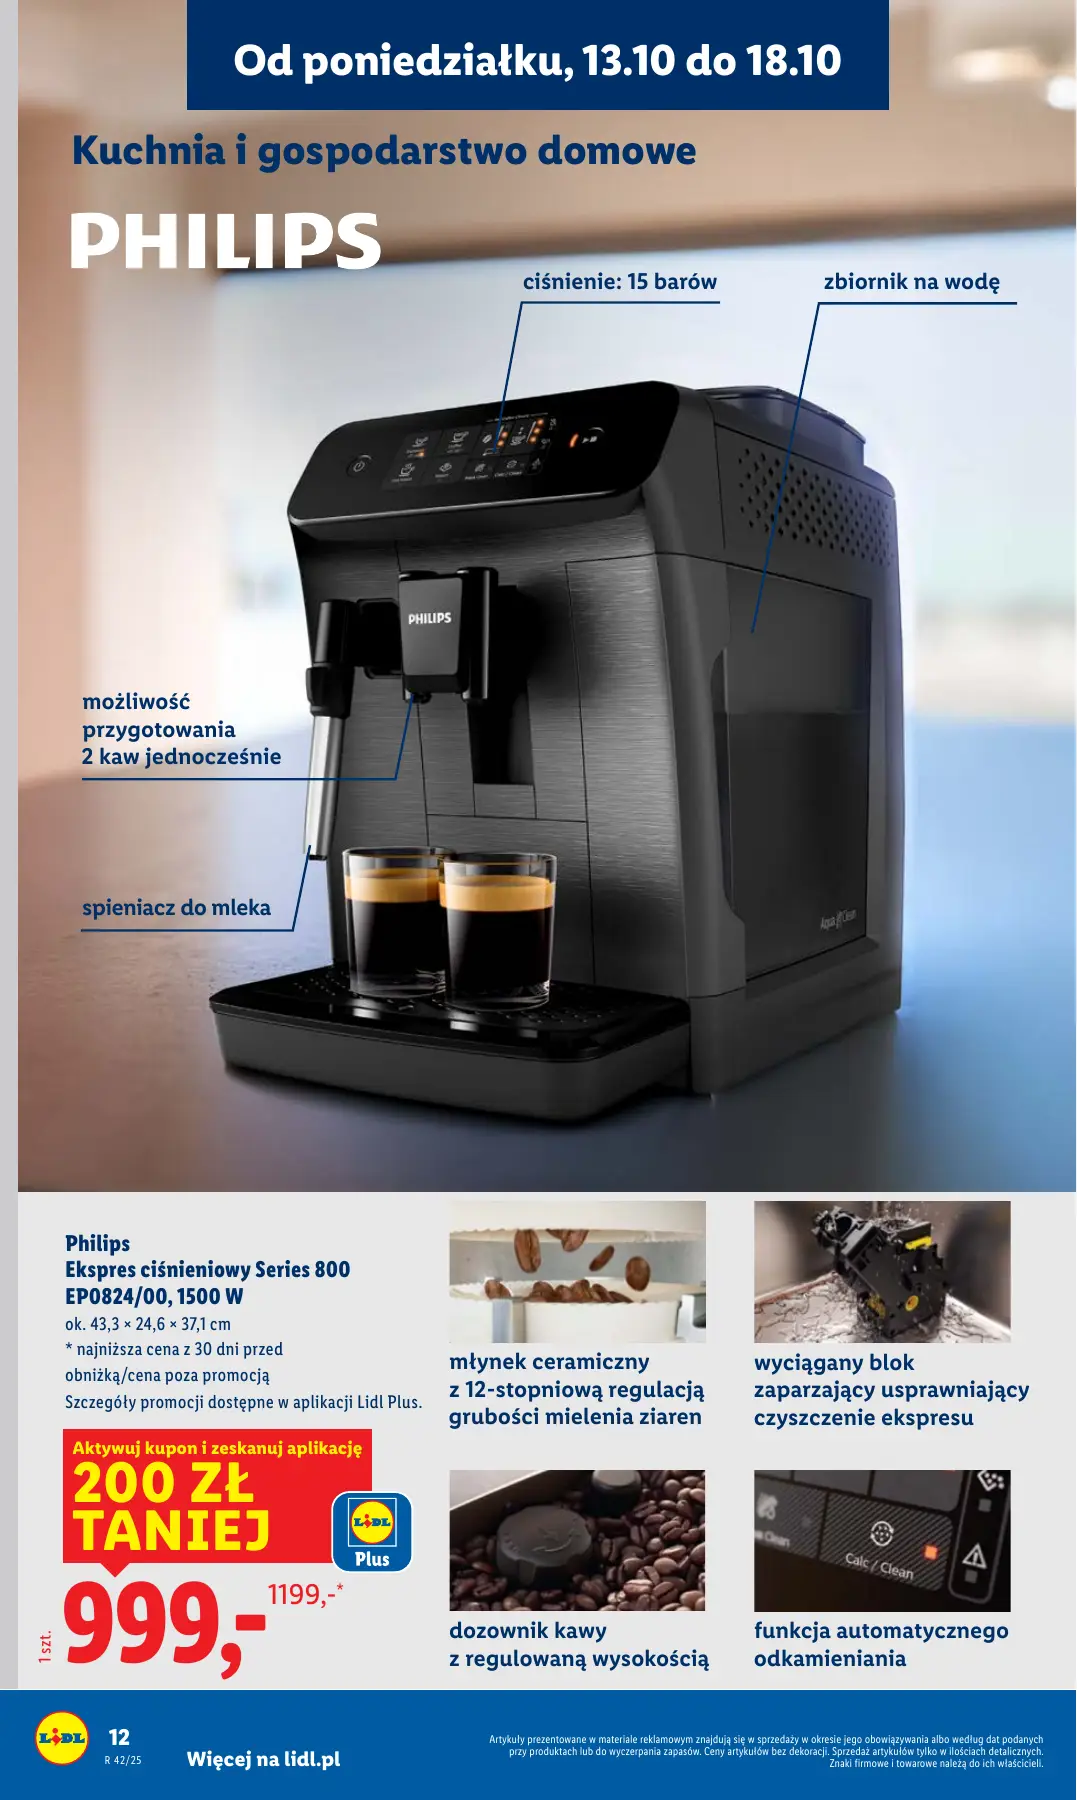 Od poniedziałku, 13.10 do 18.10
Kuchnia i gospodarstwo domowe
PHILIPS
ciśnienie: 15 barów
zbiornik na wodę
PHILIPS
możliwość
przygotowania
2 kaw jednocześnie
spieniacz do mleka
Aqua Clean
Philips
Ekspres ciśnieniowy Series 800
EP0824/00, 1500 W
ok. 43,3 × 24,6 × 37,1 cm
* najniższa cena z 30 dni przed
obniżką/cena poza promocją
Szczegóły promocji dostępne w aplikacji Lidl Plus.
Aktywuj kupon i zeskanuj aplikację
200 ZŁ
TANIEJ
LIDL
Plus
1199,-*
999,-
1 szt.
młynek ceramiczny
z 12-stopniową regulacją
grubości mielenia ziaren
wyciągany blok
zaparzający usprawniający
czyszczenie ekspresu
dozownik kawy
z regulowaną wysokością
Clean
Calc / Clean
funkcja automatycznego
odkamieniania
LIDL
12
R 42/25
Więcej na lidl.pl
Artykuły prezentowane w materiale reklamowym znajdują się w sprzedaży w okresie jego obowiązywania albo według dat podanych
przy produktach lub do wyczerpania zapasów. Ceny artykułów bez dekoracji. Sprzedaż artykułów tylko w ilościach detalicznych.
Znaki firmowe i towarowe należą do ich właścicieli.